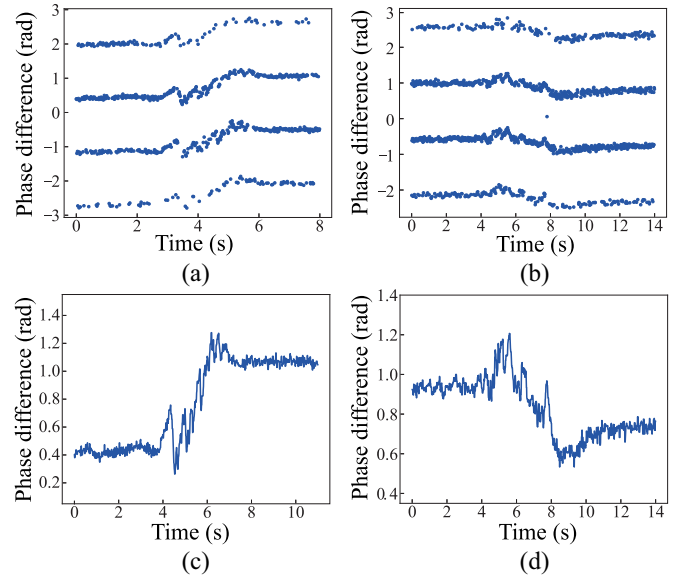 Phase difference (rad)
3
2
1
0
−1
−2
−3
0 2 4 6 8
Time (s)
(a)
Phase difference (rad)
3
2
1
0
−1
−2
0 2 4 6 8 10 12 14
Time (s)
(b)
Phase difference (rad)
1.4
1.2
1.0
0.8
0.6
0.4
0.2
0 2 4 6 8 10
Time (s)
(c)
Phase difference (rad)
1.4
1.2
1.0
0.8
0.6
0.4
0 2 4 6 8 10 12 14
Time (s)
(d)